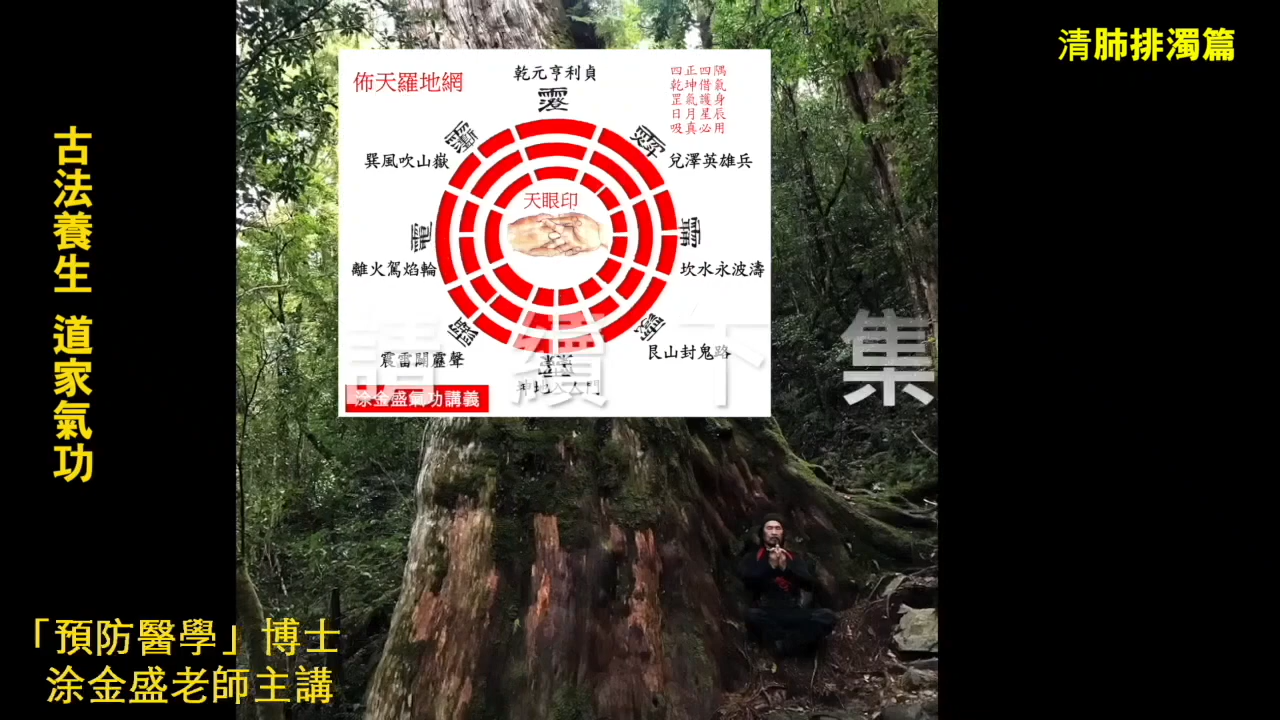 清肺排濁篇
古法養生 道家氣功
佈天羅地網
乾元亨利貞
四正四隅
乾坤借氣
罡氣護身
日月星辰
吸真必用
巽風吹山嶽
兌澤英雄兵
天眼印
離火駕焰輪
坎水永波濤
震雷開靂聲
艮山封鬼路
請續下集
涂金盛氣功講義
「預防醫學」博士
涂金盛老師主講